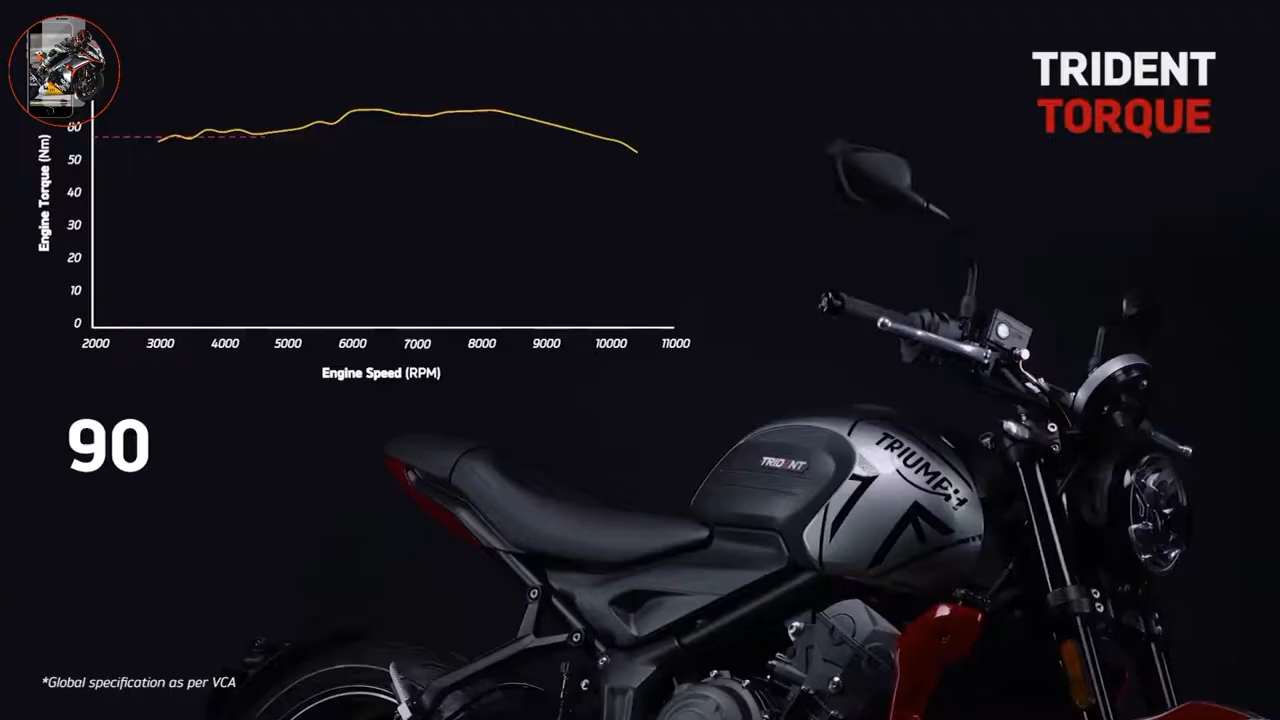 TRIDENT
TORQUE
Engine Torque (Nm)
60
50
40
30
20
10
0
2000 3000 4000 5000 6000 7000 8000 9000 10000 11000
Engine Speed (RPM)
90
TRIDENT
TRIUMPH
*Global specification as per VCA